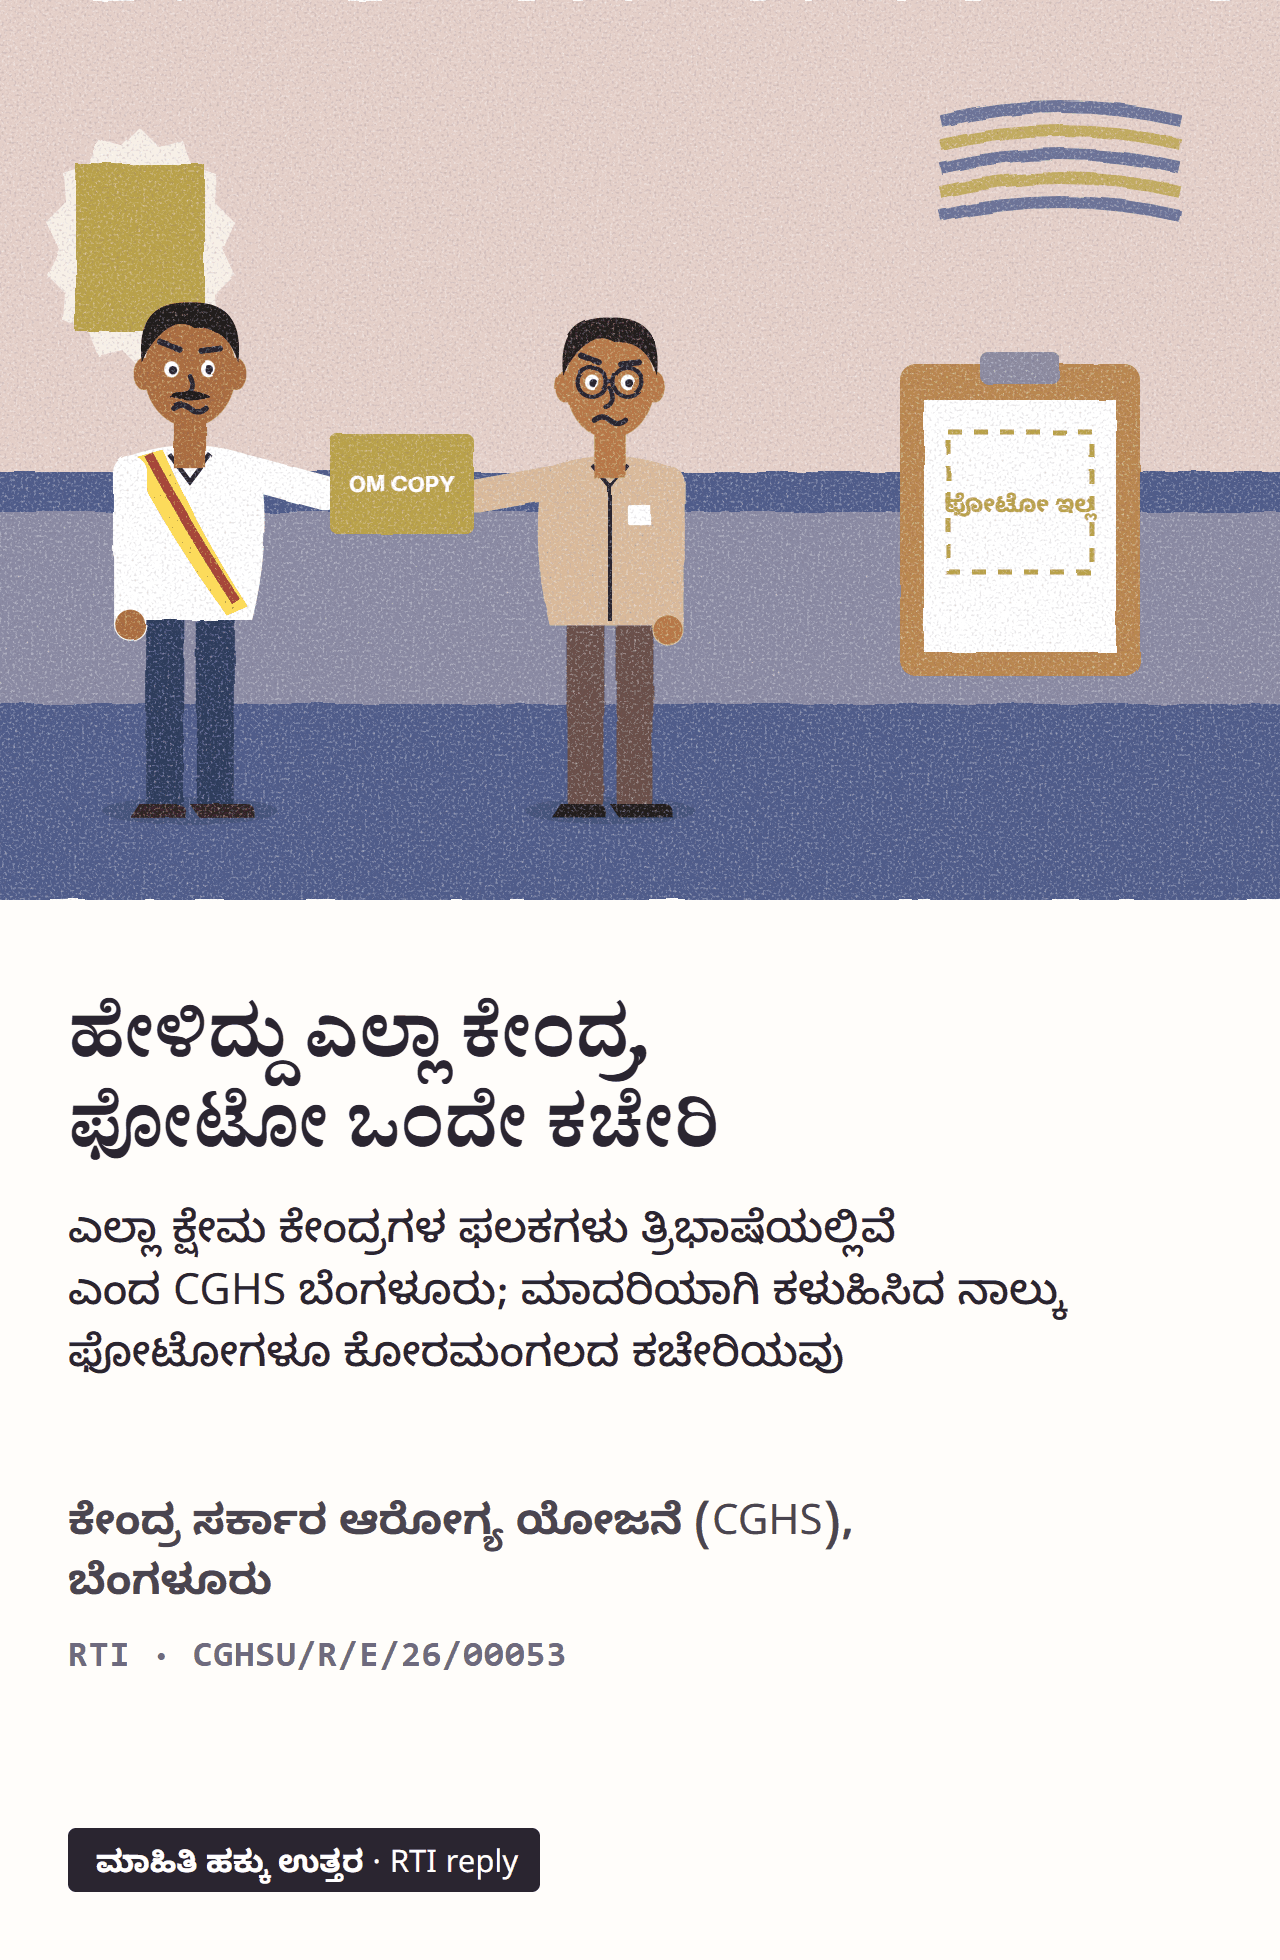 OM COPY
ಫೋಟೋ ಇಲ್ಲ
ಹೇಳಿದ್ದು ಎಲ್ಲಾ ಕೇಂದ್ರ,
ಫೋಟೋ ಒಂದೇ ಕಚೇರಿ
ಎಲ್ಲಾ ಕ್ಷೇಮ ಕೇಂದ್ರಗಳ ಫಲಕಗಳು ತ್ರಿಭಾಷೆಯಲ್ಲಿವೆ
ಎಂದ CGHS ಬೆಂಗಳೂರು; ಮಾದರಿಯಾಗಿ ಕಳುಹಿಸಿದ ನಾಲ್ಕು
ಫೋಟೋಗಳೂ ಕೋರಮಂಗಲದ ಕಚೇರಿಯವು
ಕೇಂದ್ರ ಸರ್ಕಾರ ಆರೋಗ್ಯ ಯೋಜನೆ (CGHS),
ಬೆಂಗಳೂರು
RTI · CGHSU/R/E/26/00053
ಮಾಹಿತಿ ಹಕ್ಕು ಉತ್ತರ · RTI reply